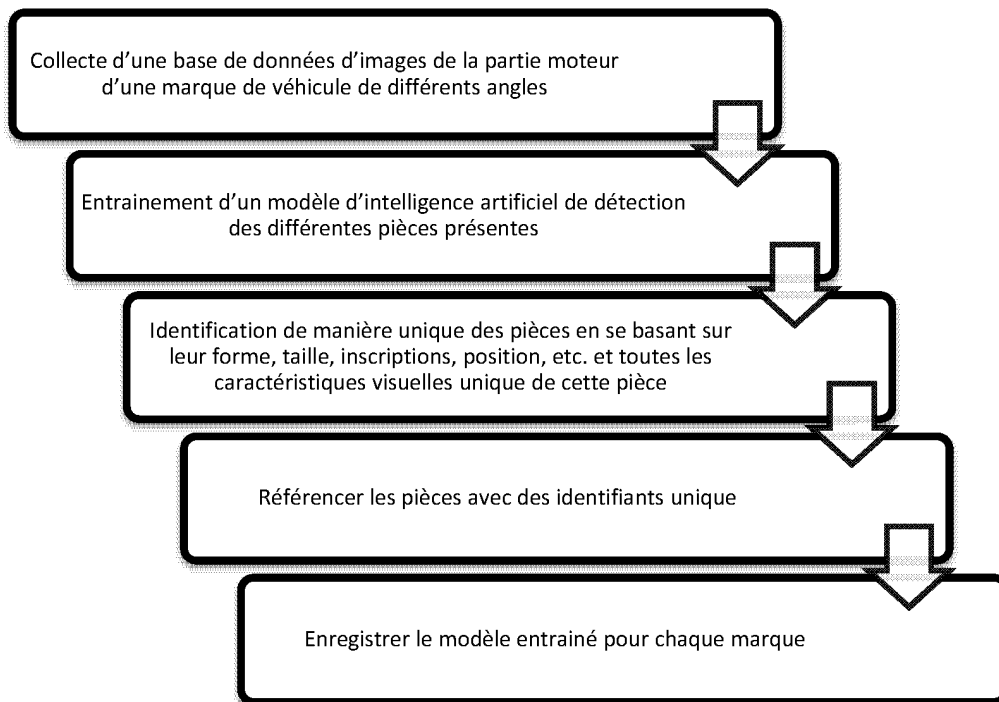 Collecte d’une base de données d’images de la partie moteur
d’une marque de véhicule de différents angles
Entrainement d’un modèle d’intelligence artificiel de détection
des différentes pièces présentes
Identification de manière unique des pièces en se basant sur
leur forme, taille, inscriptions, position, etc. et toutes les
caractéristiques visuelles unique de cette pièce
Référencer les pièces avec des identifiants unique
Enregistrer le modèle entrainé pour chaque marque